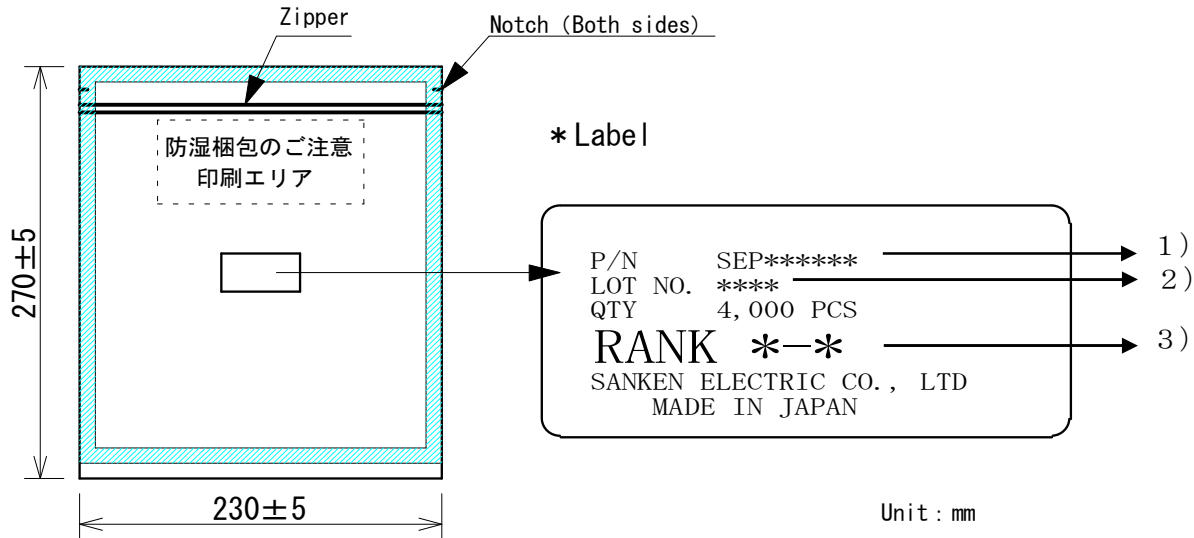 Zipper
Notch (Both sides)
防湿梱包のご注意
印刷エリア
270±5
230±5
*Label
P/N SEP******
LOT NO. ****
QTY 4,000 PCS
RANK *－*
SANKEN ELECTRIC CO., LTD
MADE IN JAPAN
1)
2)
3)
Unit：mm